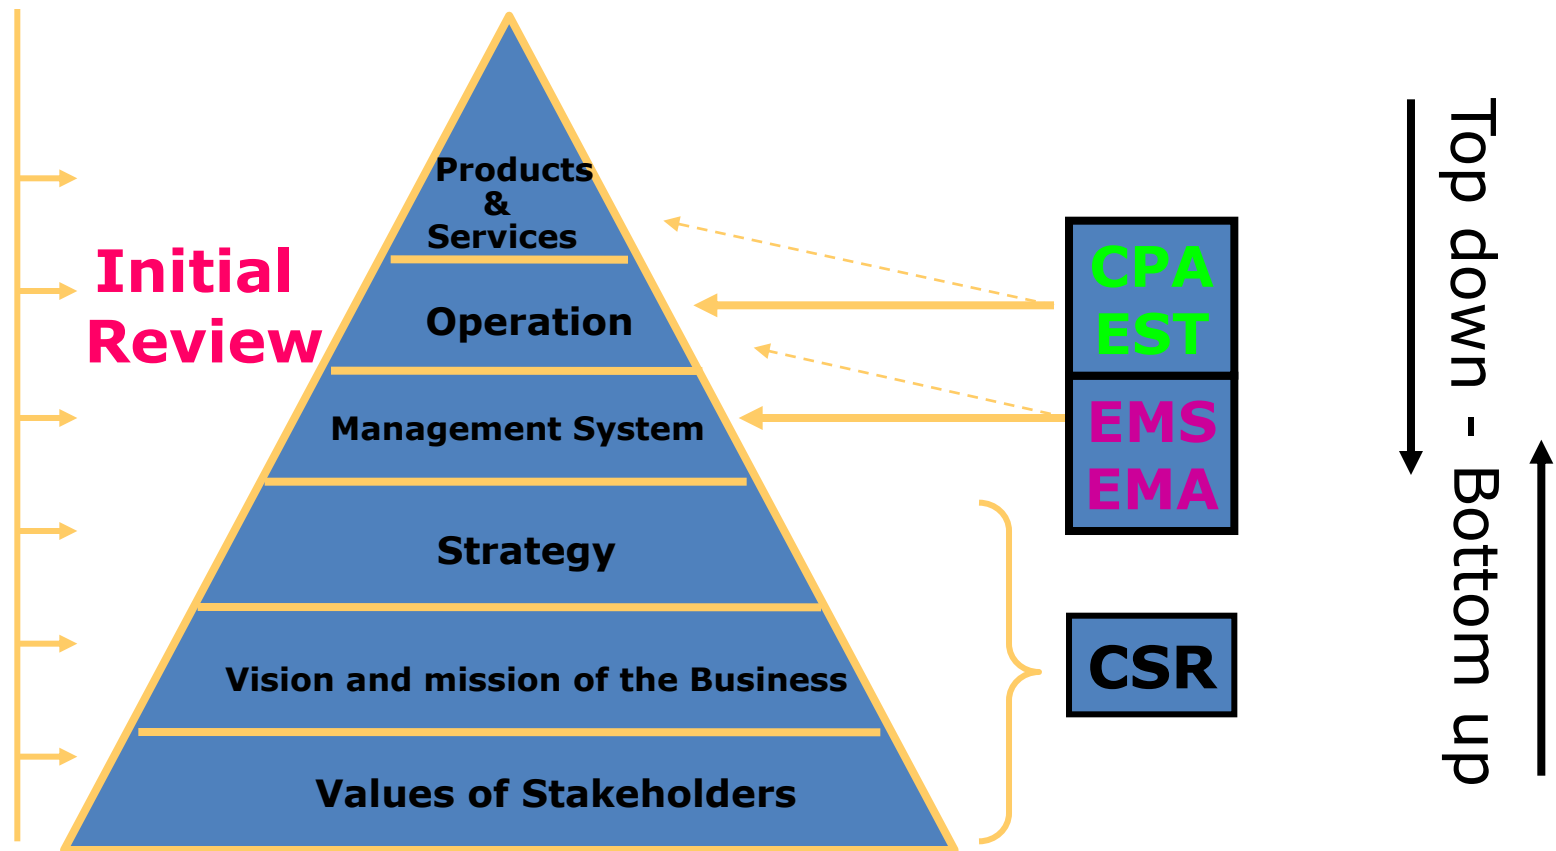 Products
&
Services
Initial
Review
Operation
Management System
Strategy
Vision and mission of the Business
Values of Stakeholders
CPA
EST
EMS
EMA
CSR
Top down - Bottom up